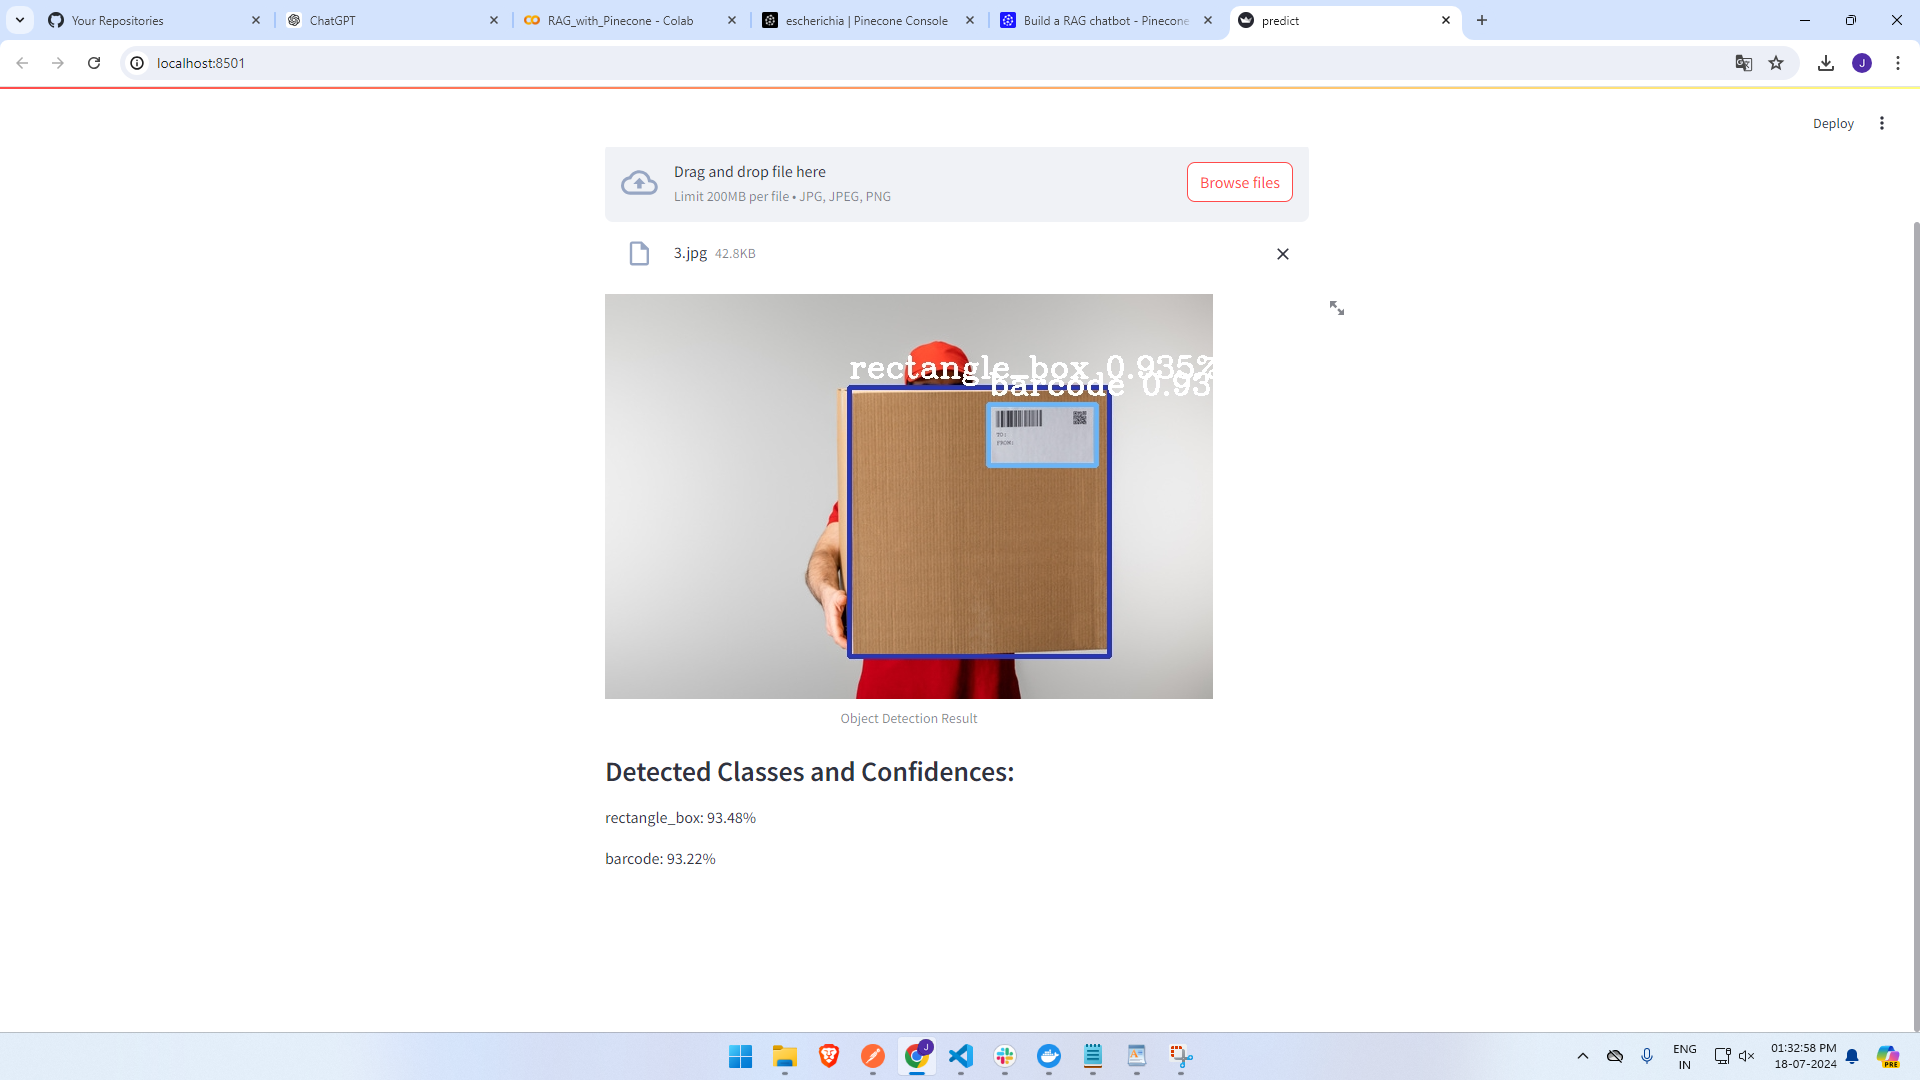 Your Repositories
ChatGPT
RAG_with_Pinecone - Colab
escherichia | Pinecone Console
Build a RAG chatbot - Pinecone
predict
localhost:8501
J
Deploy
Drag and drop file here
Limit 200MB per file • JPG, JPEG, PNG
Browse files
3.jpg 42.8KB
rectangle_box 0.935%
barcode 0.93
TO:
FROM:
Object Detection Result
Detected Classes and Confidences:
rectangle_box: 93.48%
barcode: 93.22%
J
ENG
IN
01:32:58 PM
18-07-2024
PRE